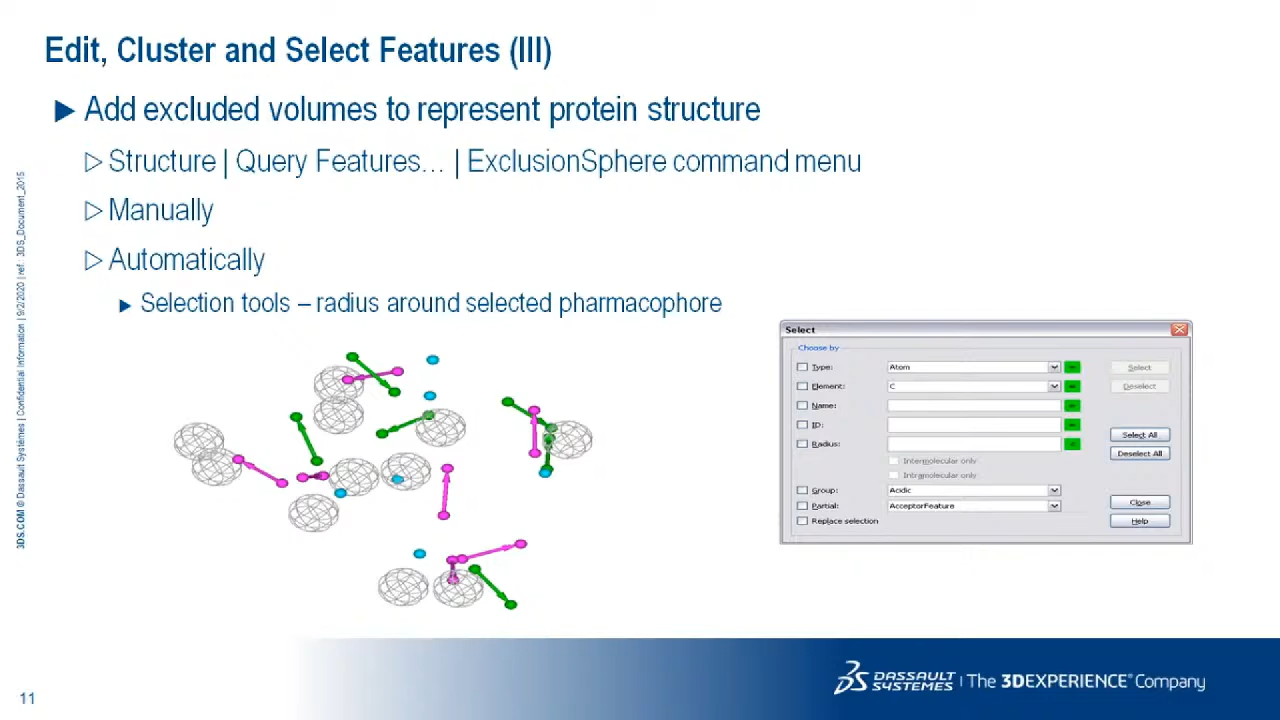 Edit, Cluster and Select Features (III)
Add excluded volumes to represent protein structure
Structure | Query Features… | ExclusionSphere command menu
Manually
Automatically
Selection tools – radius around selected pharmacophore
3DS.COM © Dassault Systèmes | Confidential Information | 9/2/2020 | ref.: 3DS_Document_2015
Select
Choose by
Type: Atom Select
Element: C Deselect
Name:
ID:
Radius:
Select All
Deselect All
Intermolecular only
Intramolecular only
Group: Acidic
Partial: AcceptorFeature
Replace selection
Close
Help
DASSAULT SYSTEMES | The 3DEXPERIENCE® Company
11